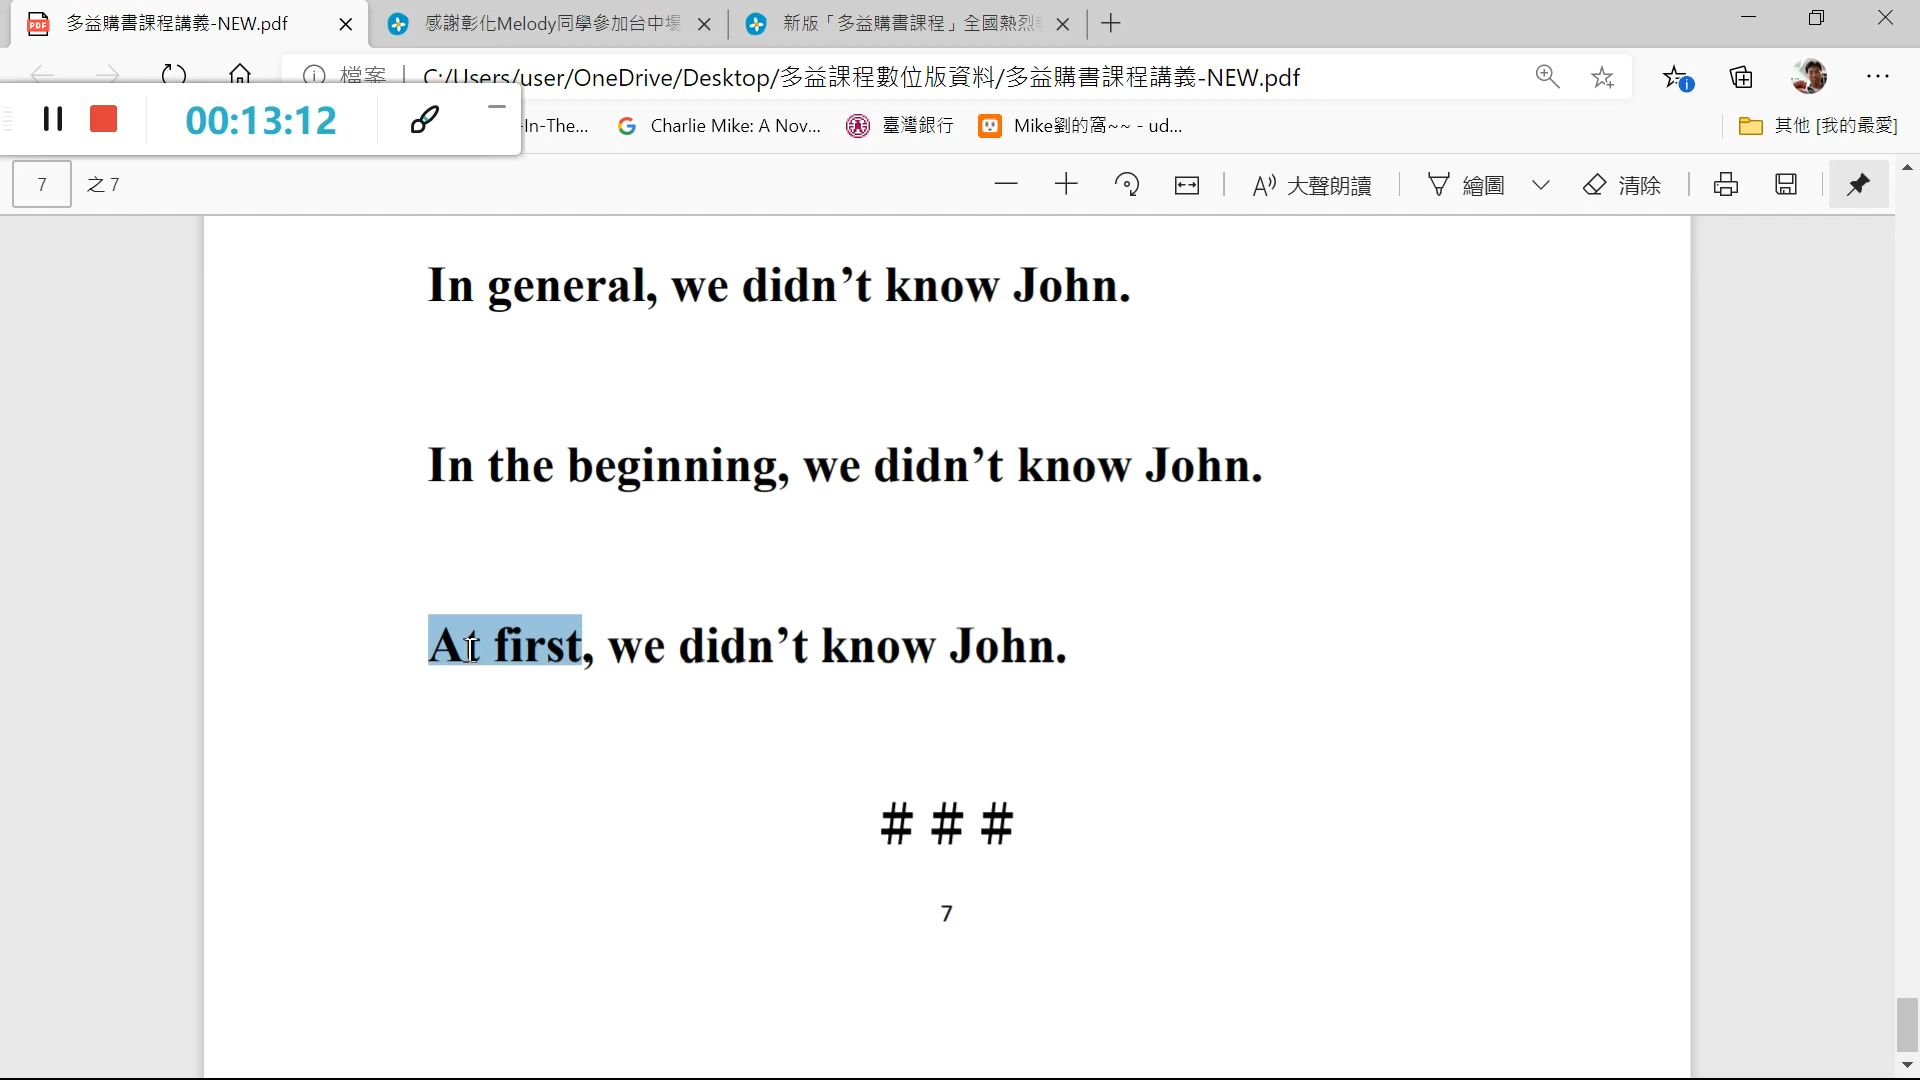 多益購書課程講義-NEW.pdf
感謝彰化Melody同學參加台中場
新版「多益購書課程」全國熱烈
檔案 C:/Users/user/OneDrive/Desktop/多益課程數位版資料/多益購書課程講義-NEW.pdf
00:13:12
-In-The...
Charlie Mike: A Nov...
臺灣銀行
Mike劉的窩~~ - ud...
其他 [我的最愛]
7 之 7
大聲朗讀
繪圖
清除
In general, we didn’t know John.
In the beginning, we didn’t know John.
At first, we didn’t know John.
# # #
7